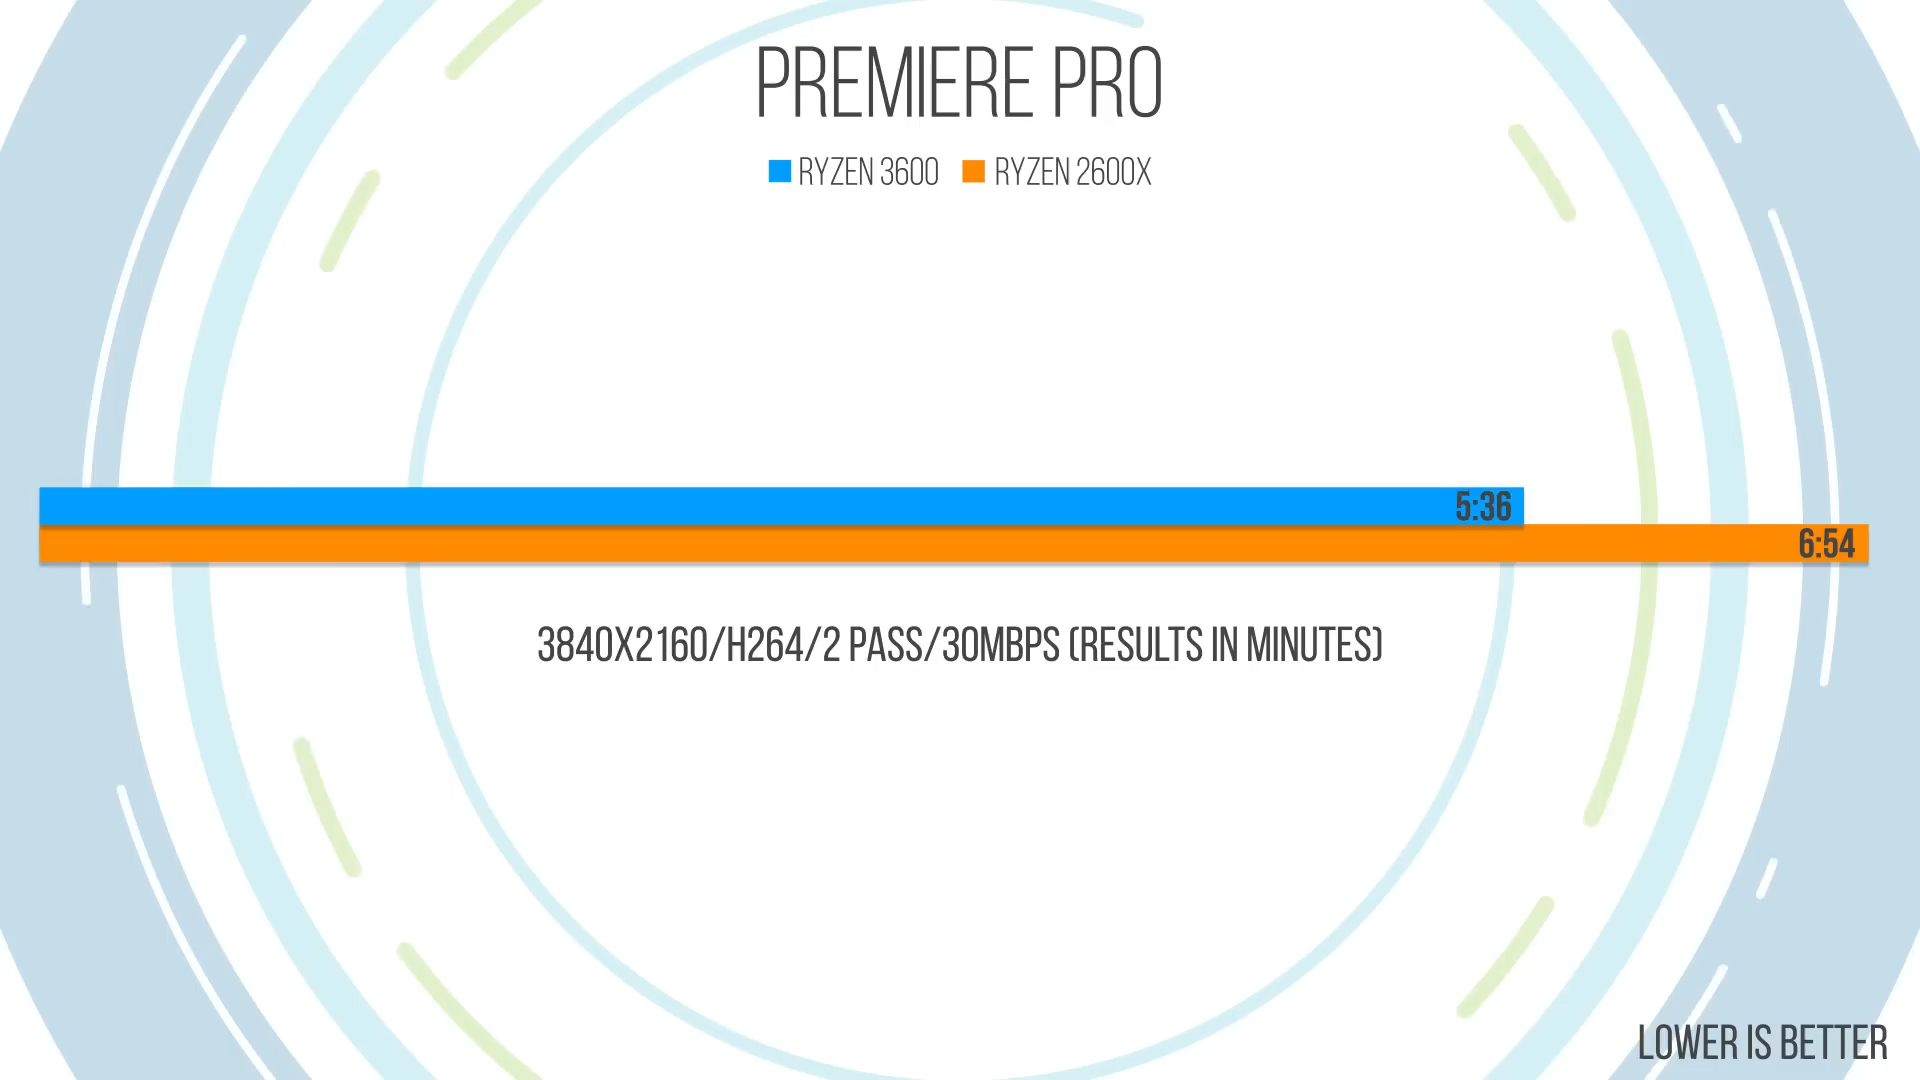 PREMIERE PRO
RYZEN 3600 RYZEN 2600X
5:36
6:54
3840X2160/H264/2 PASS/30MBPS (RESULTS IN MINUTES)
LOWER IS BETTER